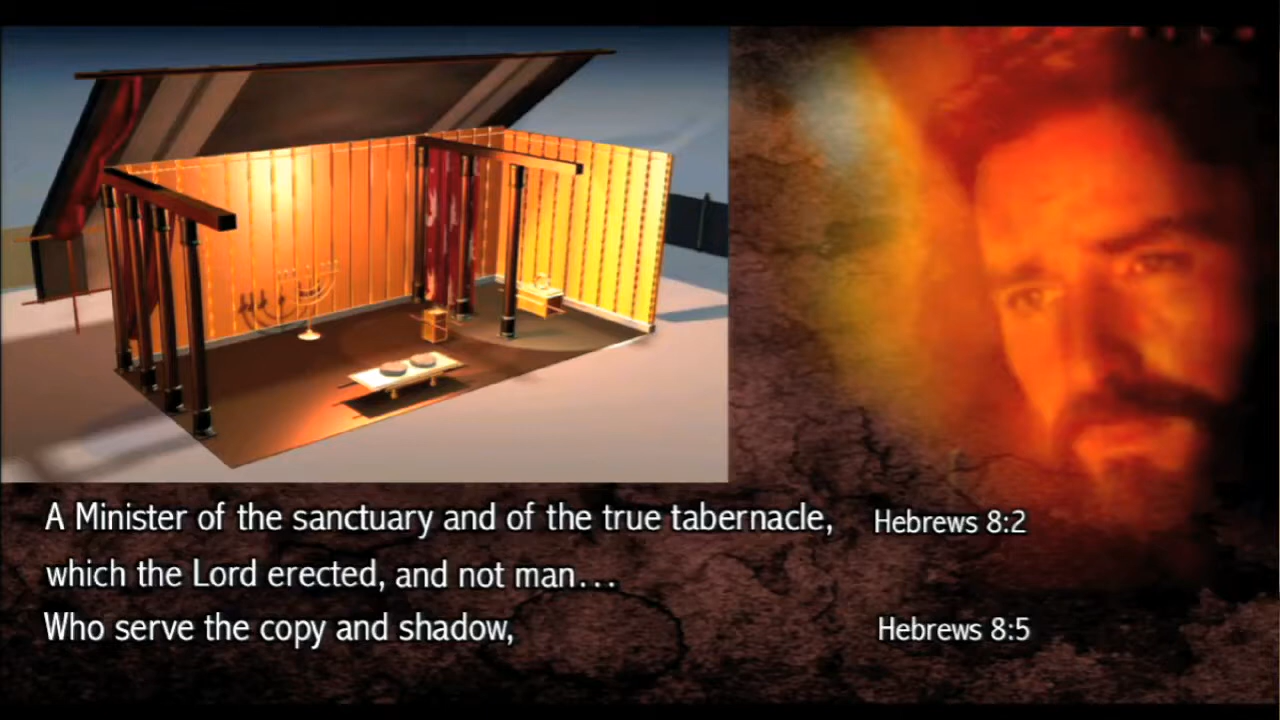 A Minister of the sanctuary and of the true tabernacle, Hebrews 8:2
which the Lord erected, and not man...
Who serve the copy and shadow, Hebrews 8:5